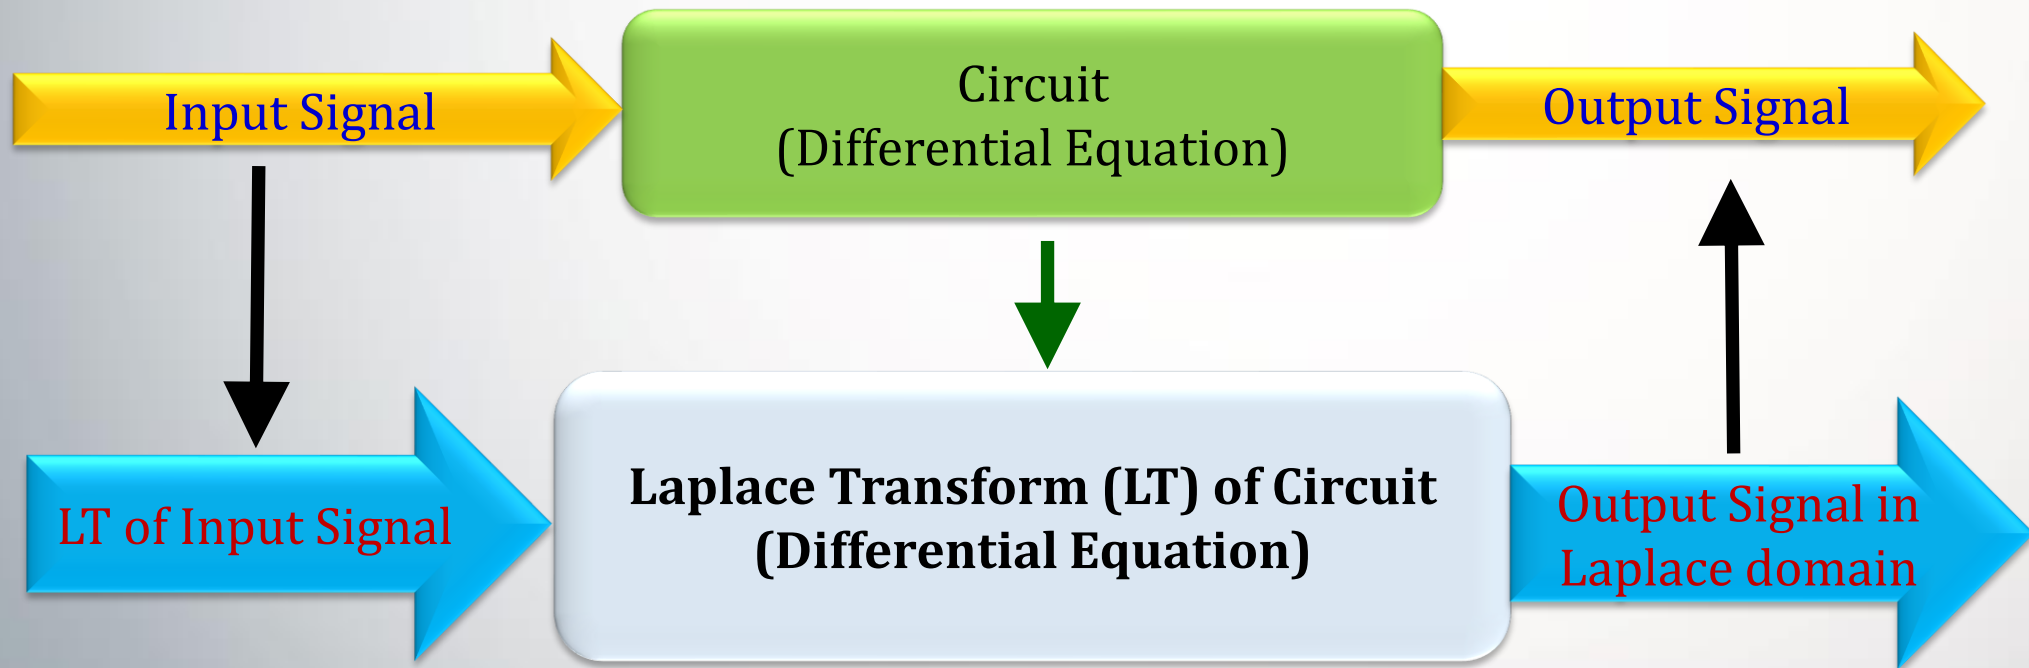 Input Signal
Circuit
(Differential Equation)
Output Signal
LT of Input Signal
Laplace Transform (LT) of Circuit
(Differential Equation)
Output Signal in
Laplace domain